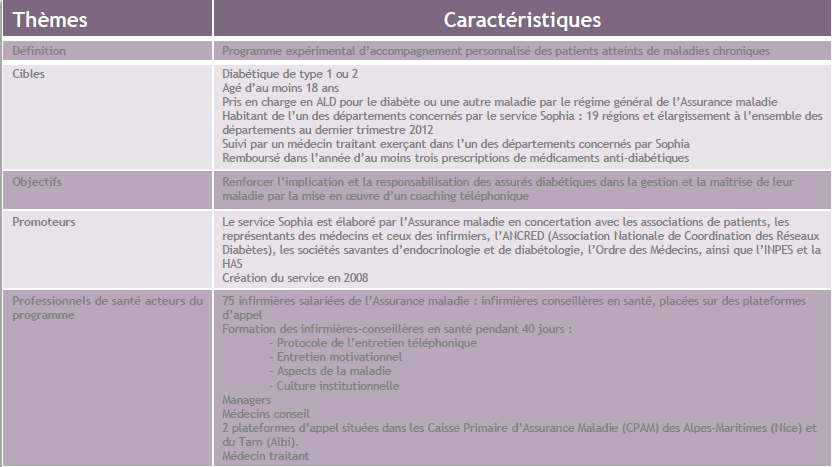 Thèmes
Caractéristiques
Définition
Programme expérimental d’accompagnement personnalisé des patients atteints de maladies chroniques
Cibles
Diabétique de type 1 ou 2
Agé d’au moins 18 ans
Pris en charge en ALD pour le diabète ou une autre maladie par le régime général de l’Assurance maladie
Habitant de l’un des départements concernés par le service Sophia : 19 régions et élargissement à l’ensemble des
départements au dernier trimestre 2012
Suivi par un médecin traitant exerçant dans l’un des départements concernés par Sophia
Remboursé dans l’année d’au moins trois prescriptions de médicaments anti-diabétiques
Objectifs
Renforcer l’implication et la responsabilisation des assurés diabétiques dans la gestion et la maîtrise de leur
maladie par la mise en œuvre d’un coaching téléphonique
Promoteurs
Le service Sophia est élaboré par l’Assurance maladie en concertation avec les associations de patients, les
représentants des médecins et ceux des infirmiers, l’ANCRED (Association Nationale de Coordination des Réseaux
Diabètes), les sociétés savantes d’endocrinologie et de diabétologie, l’Ordre des Médecins, ainsi que l’INPES et la
HAS
Création du service en 2008
Professionnels de santé acteurs du
programme
75 infirmières salariées de l’Assurance maladie : infirmières conseillères en santé, placées sur des plateformes
d’appel
Formation des infirmières-conseillères en santé pendant 40 jours :
- Protocole de l’entretien téléphonique
- Entretien motivationnel
- Aspects de la maladie
- Culture institutionnelle
Managers
Médecins conseil
2 plateformes d’appel situées dans les Caisse Primaire d’Assurance Maladie (CPAM) des Alpes-Maritimes (Nice) et
du Tarn (Albi).
Médecin traitant